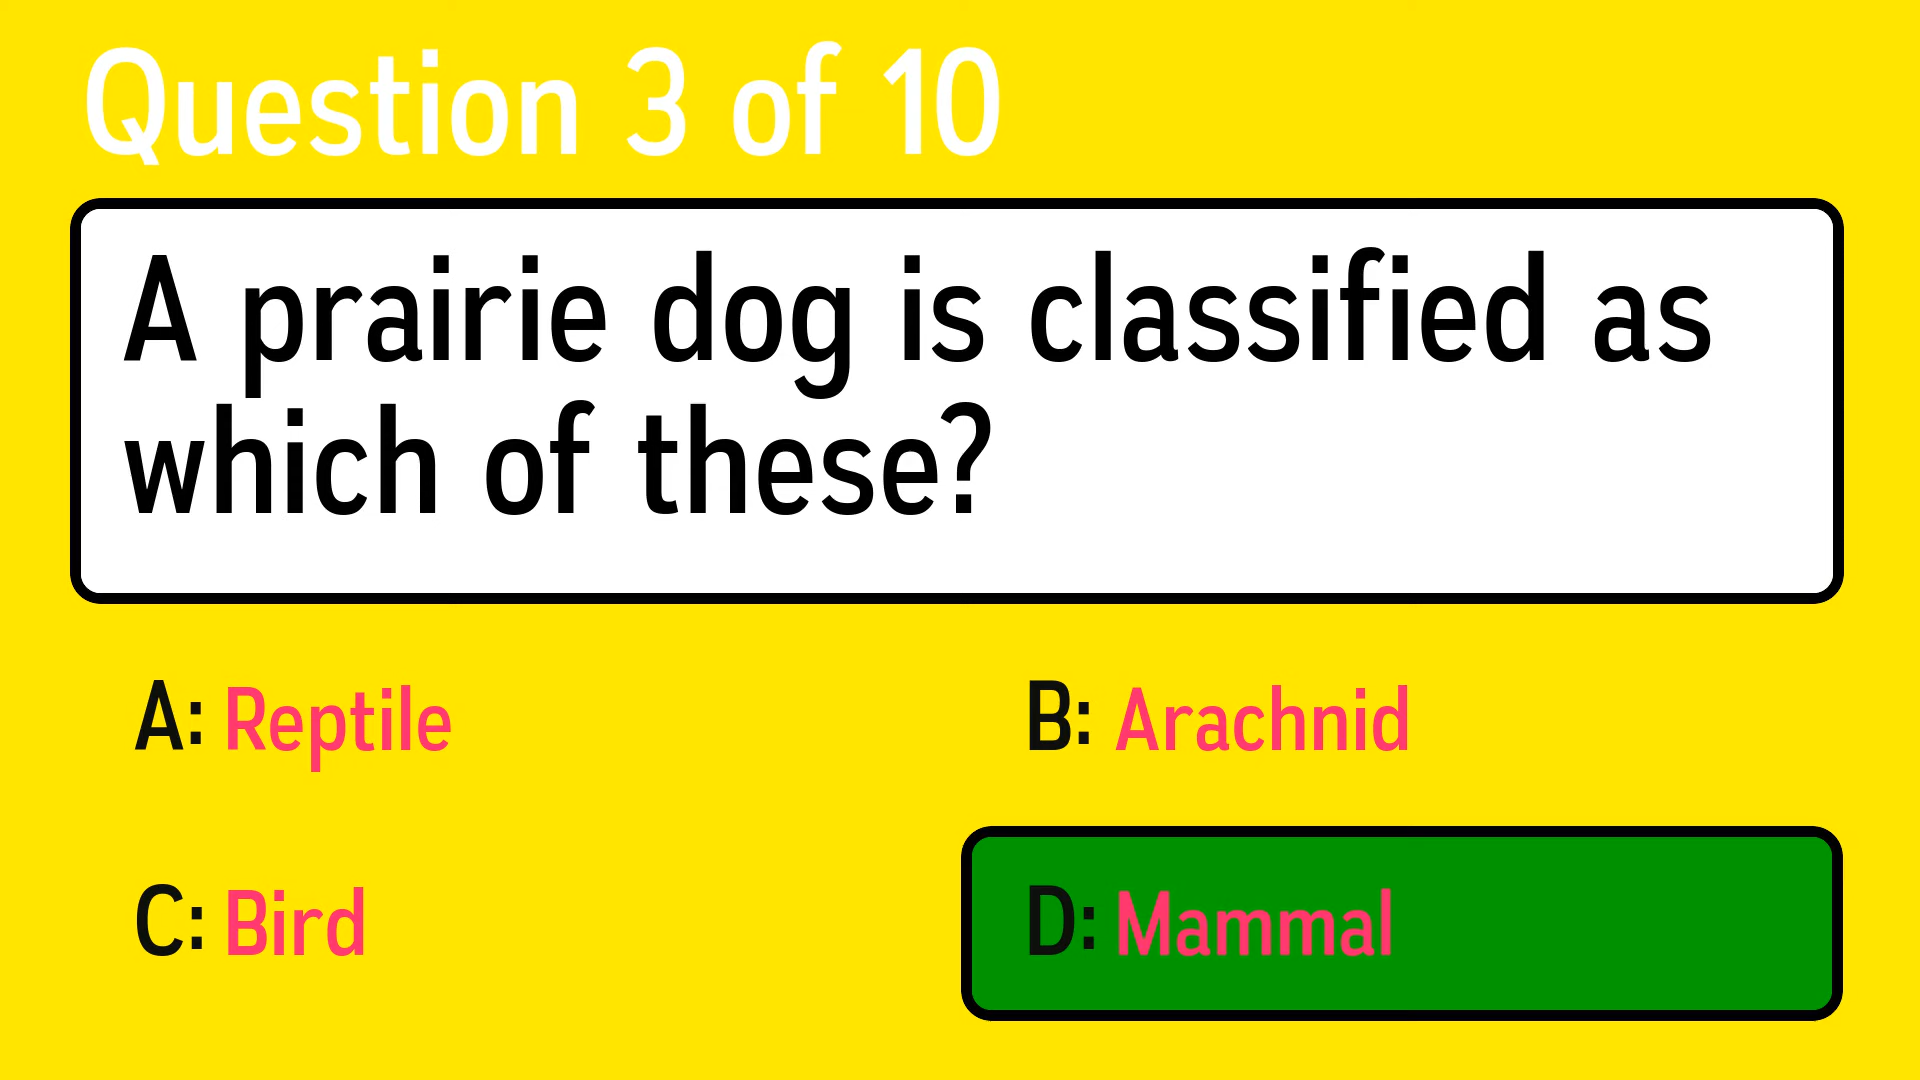 Question 3 of 10
A prairie dog is classified as
which of these?
A: Reptile
B: Arachnid
C: Bird
D: Mammal